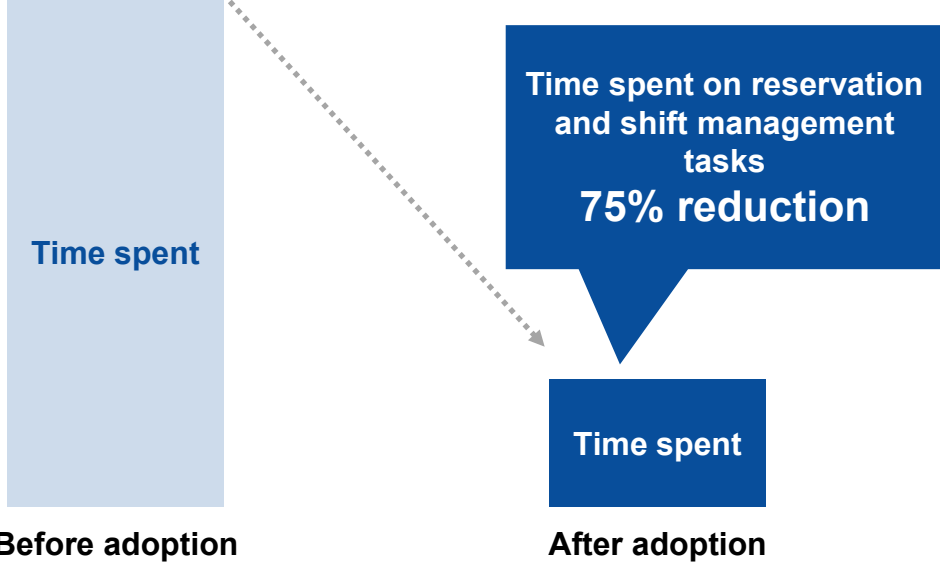 Time spent on reservation
and shift management
tasks
75% reduction
Time spent
Time spent
Before adoption
After adoption